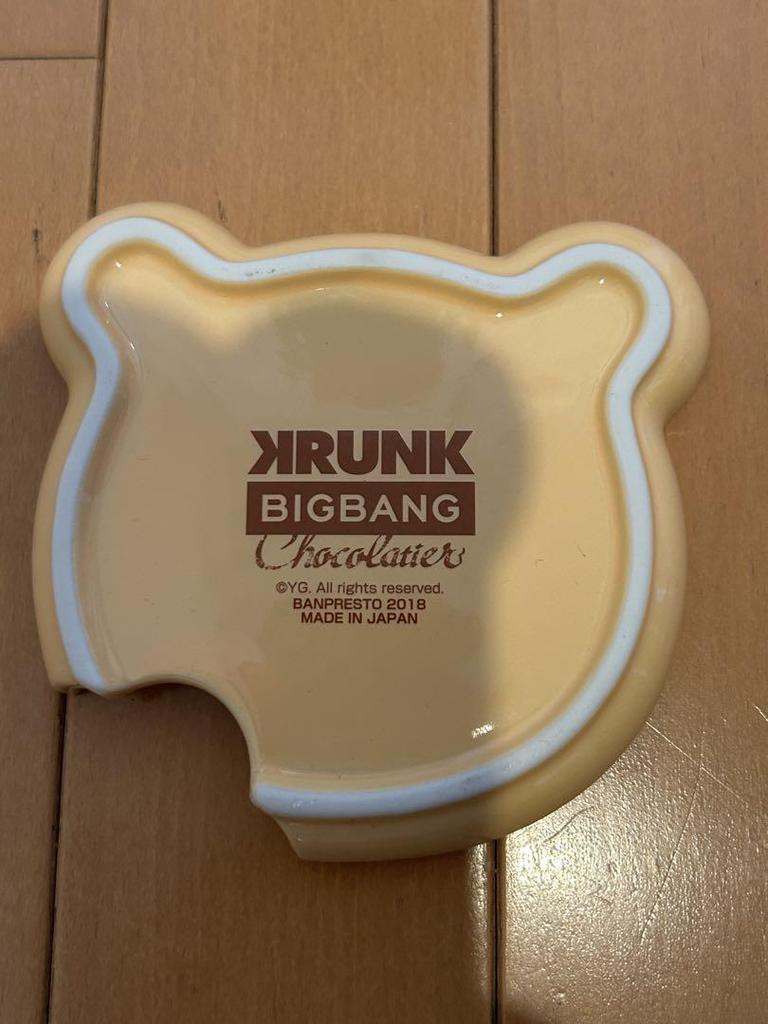 KRUNK
BIGBANG
Chocolatier
©YG. All rights reserved.
BANPRESTO 2018
MADE IN JAPAN